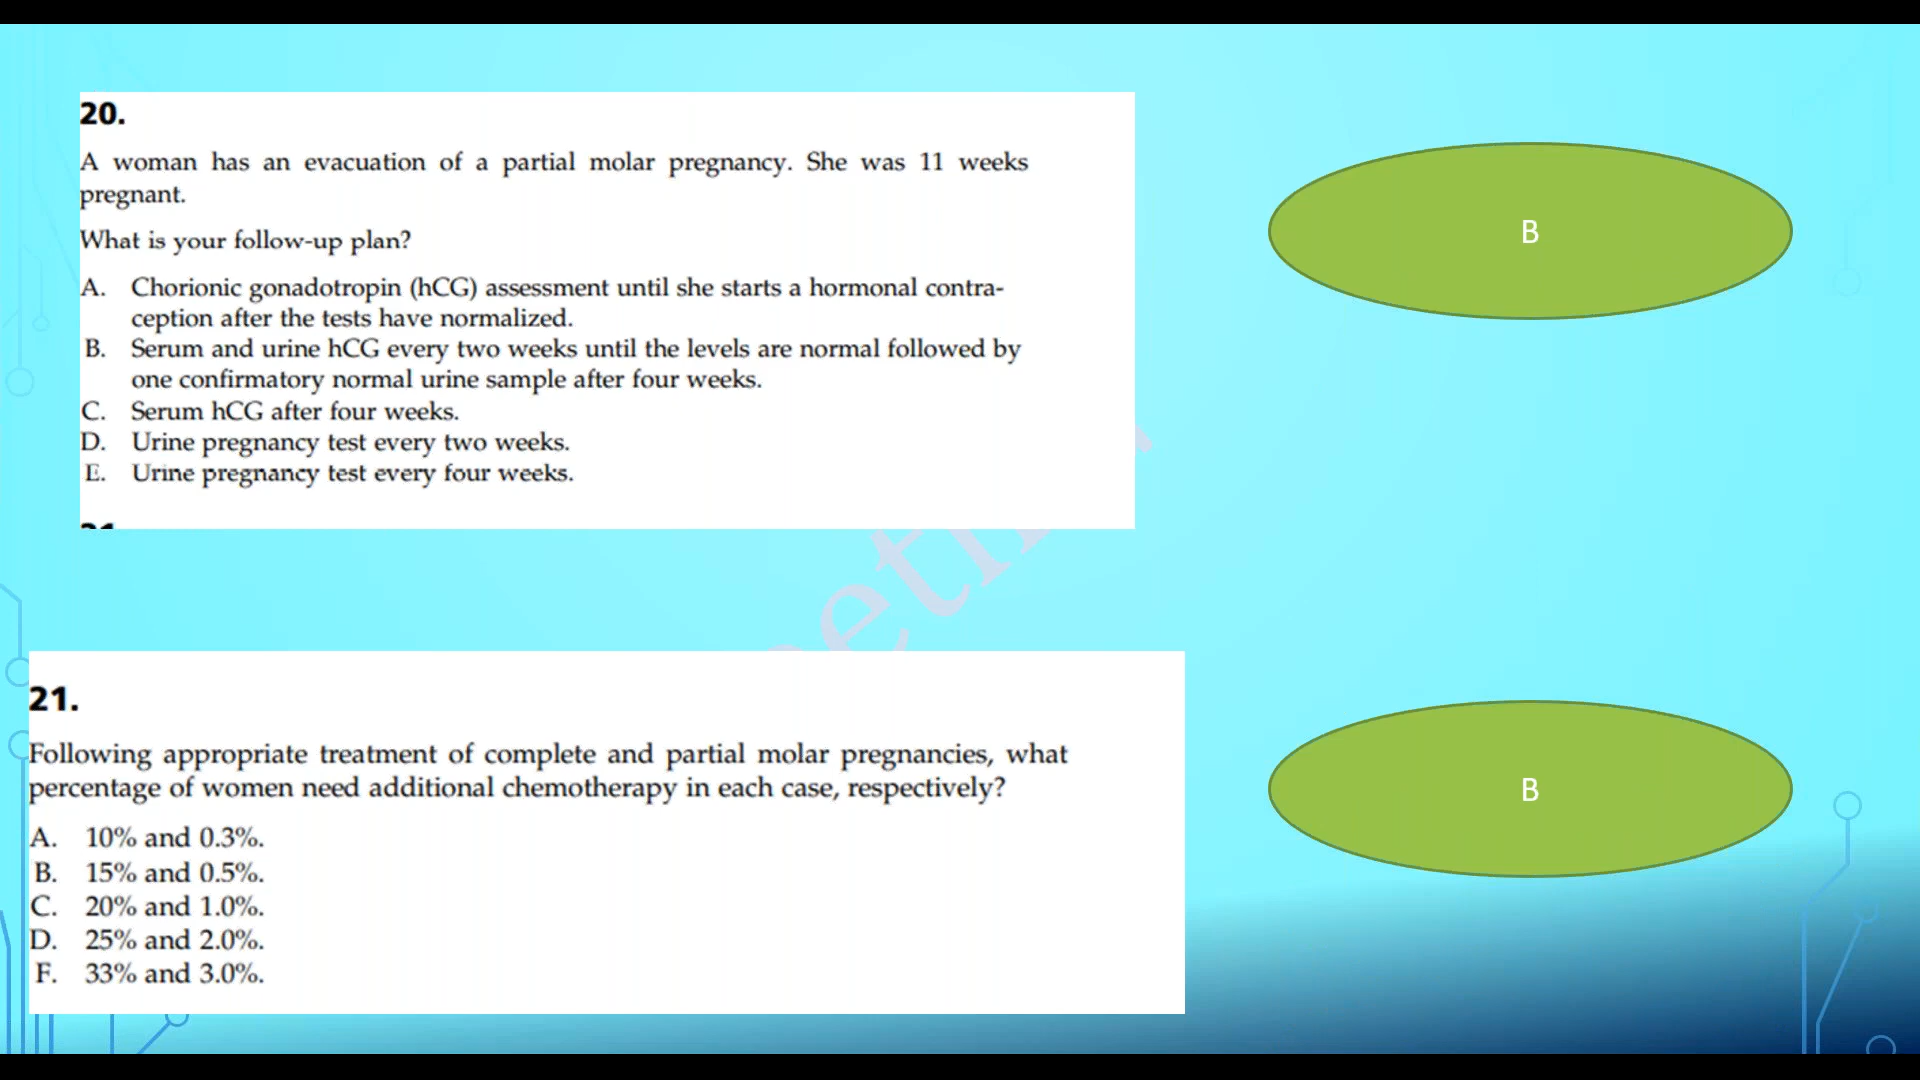 20.
A woman has an evacuation of a partial molar pregnancy. She was 11 weeks
pregnant.
What is your follow-up plan?
A. Chorionic gonadotropin (hCG) assessment until she starts a hormonal contra-
ception after the tests have normalized.
B. Serum and urine hCG every two weeks until the levels are normal followed by
one confirmatory normal urine sample after four weeks.
C. Serum hCG after four weeks.
D. Urine pregnancy test every two weeks.
E. Urine pregnancy test every four weeks.
B
21.
Following appropriate treatment of complete and partial molar pregnancies, what
percentage of women need additional chemotherapy in each case, respectively?
A. 10% and 0.3%.
B. 15% and 0.5%.
C. 20% and 1.0%.
D. 25% and 2.0%.
F. 33% and 3.0%.
B